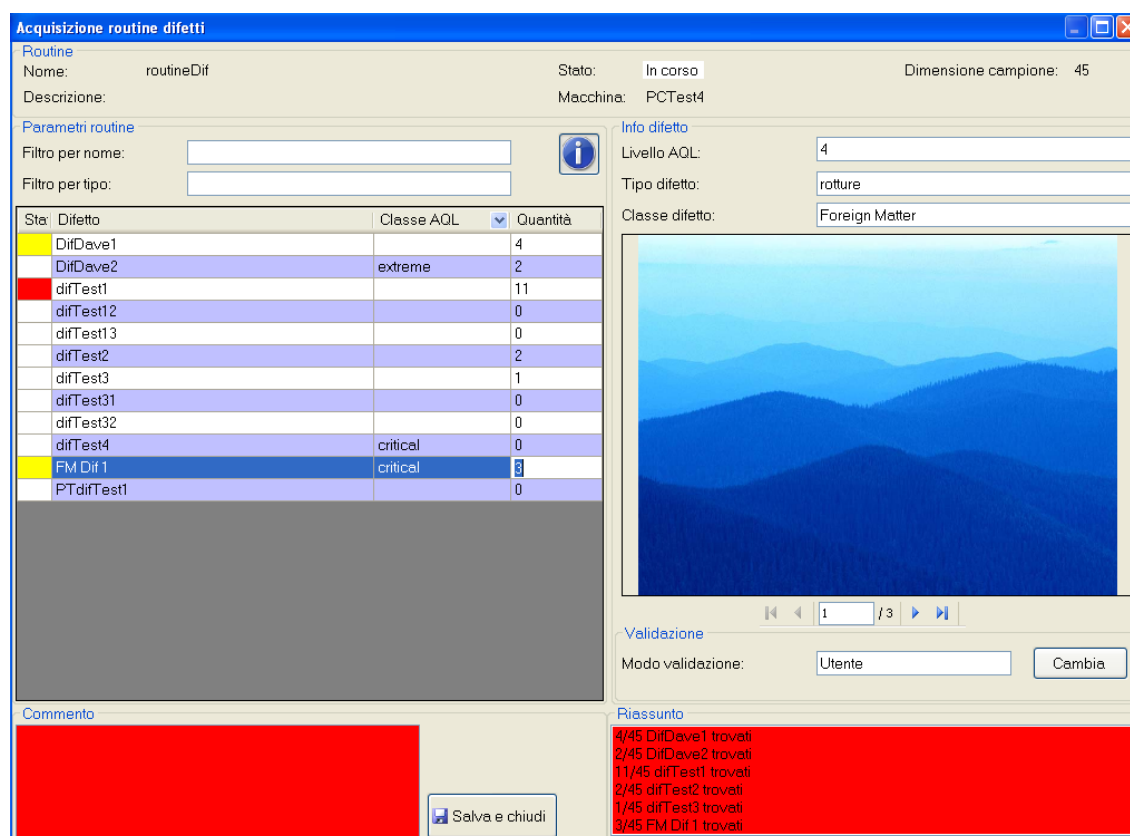 Acquisizione routine difetti
Routine
Nome: routineDif Stato: In corso Dimensione campione: 45
Descrizione: Macchina: PCTest4
Parametri routine
Filtro per nome:
Filtro per tipo:
Info difetto
Livello AQL: 4
Tipo difetto: rotture
Classe difetto: Foreign Matter
Sta Difetto Classe AQL Quantità
DifDave1 4
DifDave2 extreme 2
difTest1 11
difTest12 0
difTest13 0
difTest2 2
difTest3 1
difTest31 0
difTest32 0
difTest4 critical 0
FM Dif 1 critical 3
PTdifTest1 0
1 / 3
Validazione
Modo validazione: Utente Cambia
Commento
Salva e chiudi
Riassunto
4/45 DifDave1 trovati
2/45 DifDave2 trovati
11/45 difTest1 trovati
2/45 difTest2 trovati
1/45 difTest3 trovati
3/45 FM Dif 1 trovati